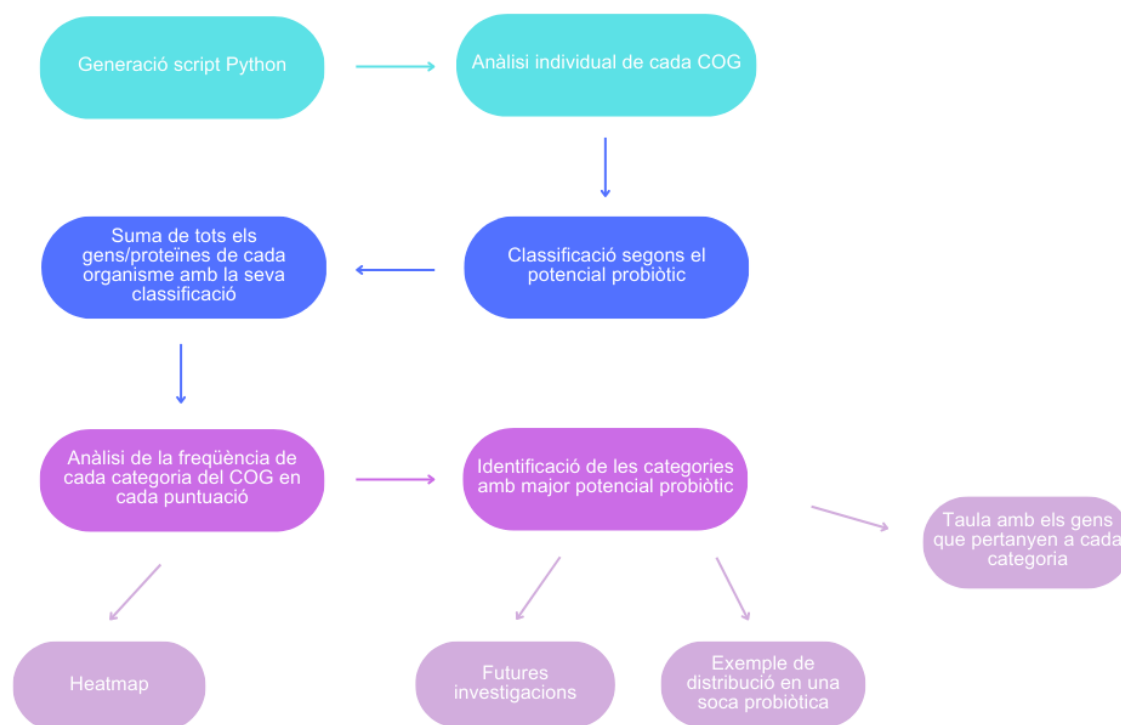 Generació script Python
Anàlisi individual de cada COG
Suma de tots els
gens/proteïnes de cada
organisme amb la seva
classificació
Classificació segons el
potencial probiòtic
Anàlisi de la freqüència de
cada categoria del COG en
cada puntuació
Identificació de les categories
amb major potencial probiòtic
Taula amb els gens
que pertanyen a cada
categoria
Heatmap
Futures
investigacions
Exemple de
distribució en una
soca probiòtica